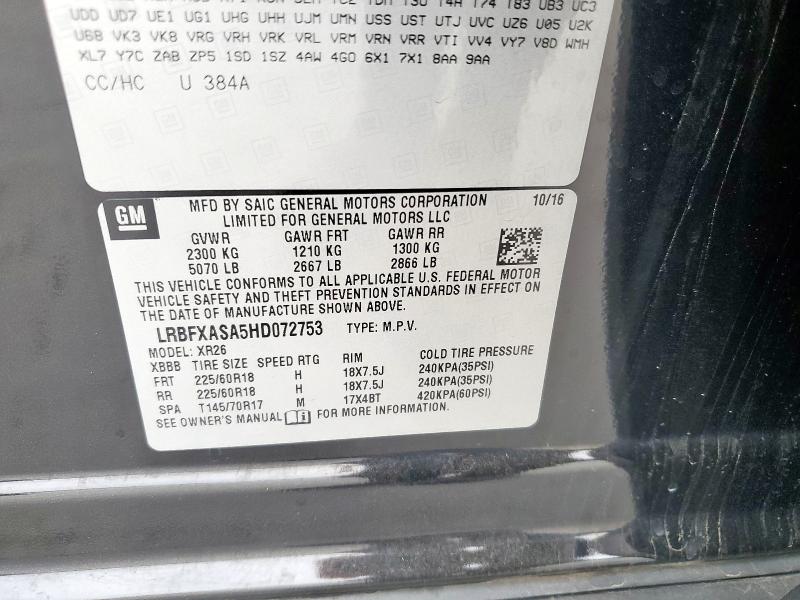 T83 UB3 UC3
UDD UD7 UE1 UG1 UHG UHH UJM UMN USS UST UTJ UVC UZ6 U05 U2K
U68 VK3 VK8 VRG VRH VRK VRL VRM VRN VRR VTI VV4 VY7 V8D WMH
XL7 Y7C ZAB ZP5 1SD 1SZ 4AW 4G0 6X1 7X1 8AA 9AA
CC/HC U 384A
GM
MFD BY SAIC GENERAL MOTORS CORPORATION 10/16
LIMITED FOR GENERAL MOTORS LLC
GVWR GAWR FRT GAWR RR
2300 KG 1210 KG 1300 KG
5070 LB 2667 LB 2866 LB
THIS VEHICLE CONFORMS TO ALL APPLICABLE U.S. FEDERAL MOTOR
VEHICLE SAFETY AND THEFT PREVENTION STANDARDS IN EFFECT ON
THE DATE OF MANUFACTURE SHOWN ABOVE.
LRBFXASA5HD072753 TYPE: M.P.V.
MODEL: XR26
XBBB TIRE SIZE SPEED RTG RIM COLD TIRE PRESSURE
FRT 225/60R18 H 18X7.5J 240KPA(35PSI)
RR 225/60R18 H 18X7.5J 240KPA(35PSI)
SPA T145/70R17 M 17X4BT 420KPA(60PSI)
SEE OWNER'S MANUAL FOR MORE INFORMATION.